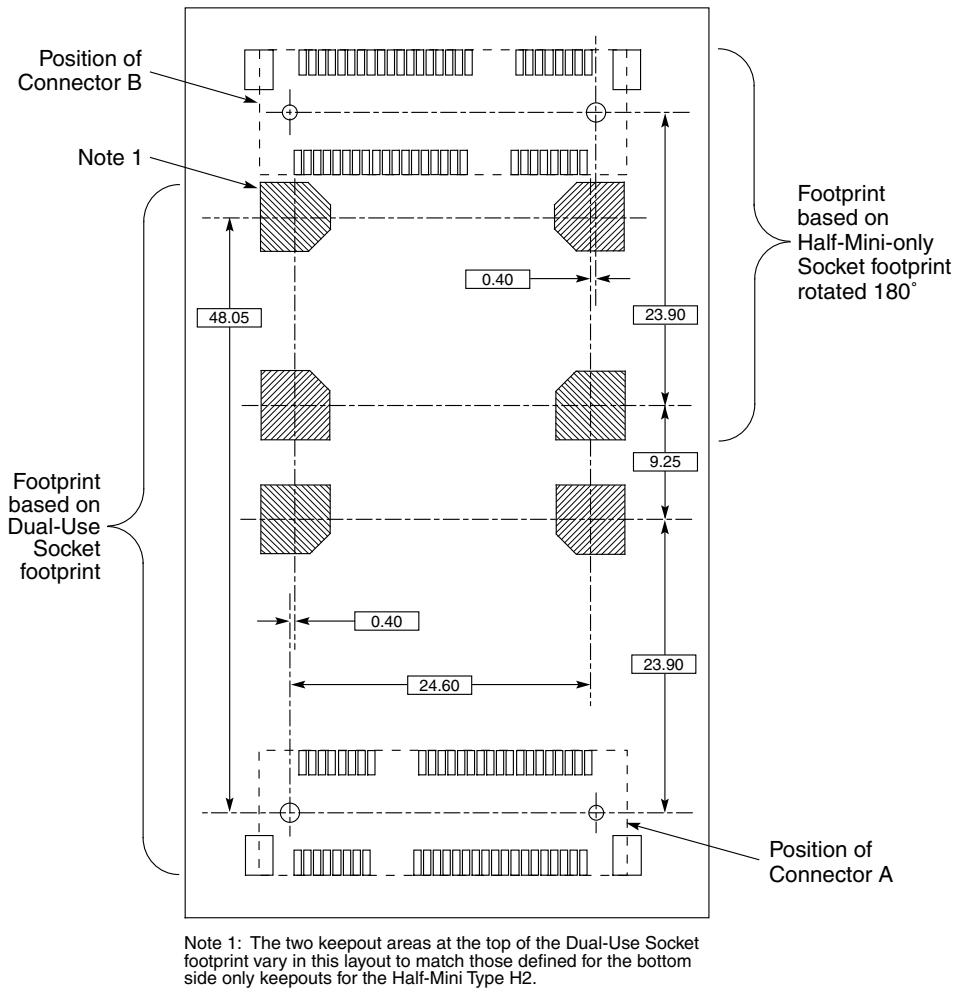 Position of
Connector B
Note 1
Footprint
based on
Half-Mini-only
Socket footprint
rotated 180˚
0.40
48.05
23.90
9.25
Footprint
based on
Dual-Use
Socket
footprint
0.40
23.90
24.60
Position of
Connector A
Note 1: The two keepout areas at the top of the Dual-Use Socket
footprint vary in this layout to match those defined for the bottom
side only keepouts for the Half-Mini Type H2.